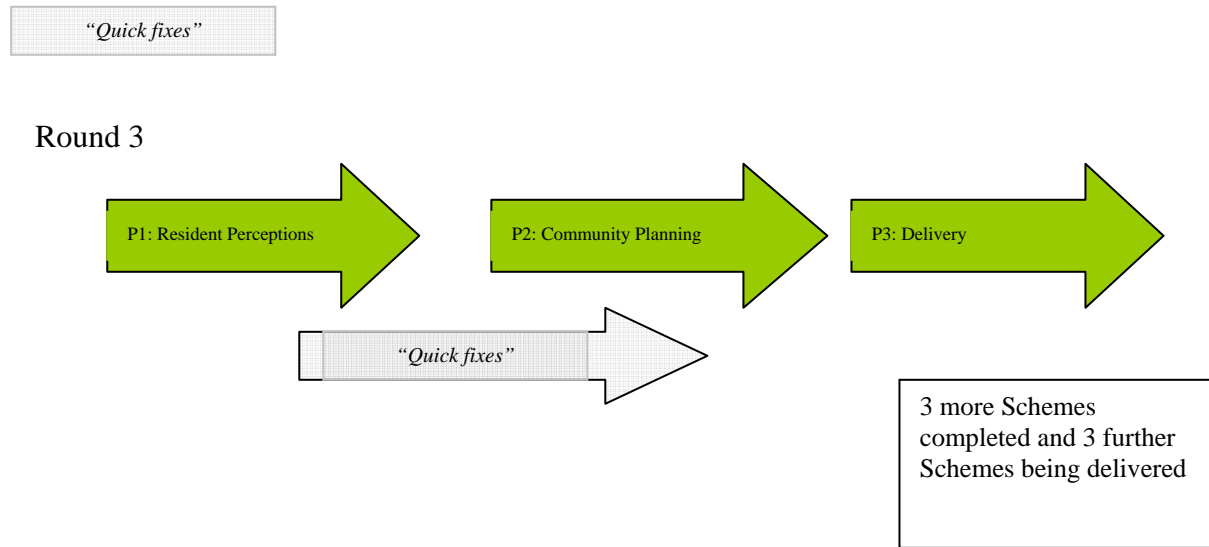 “Quick fixes”
Round 3
P1: Resident Perceptions
P2: Community Planning
P3: Delivery
“Quick fixes”
3 more Schemes
completed and 3 further
Schemes being delivered